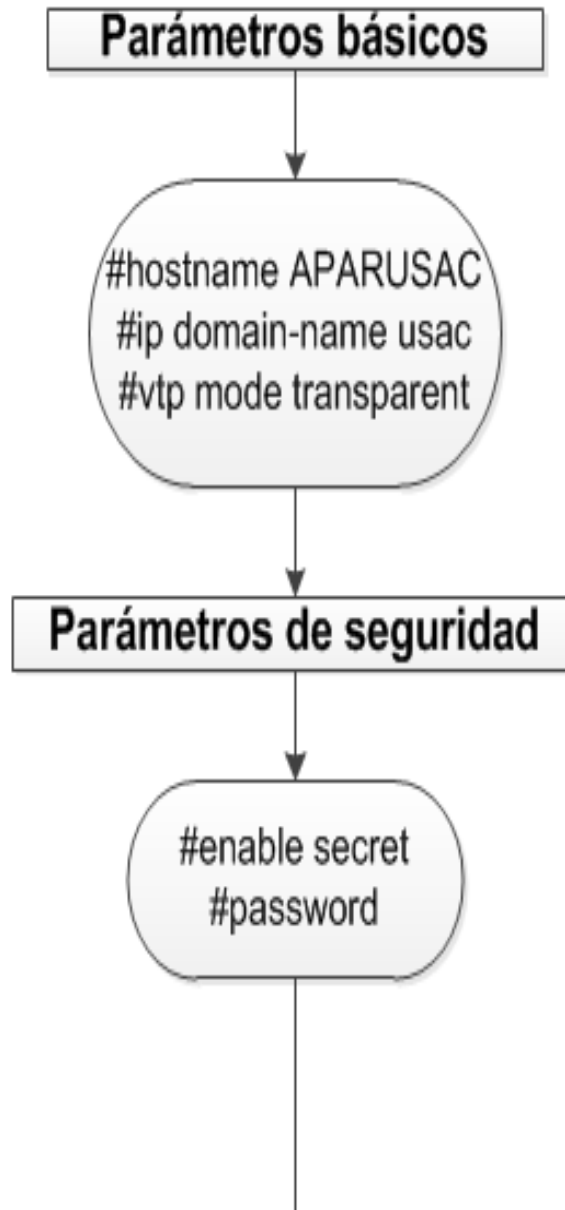 Parámetros básicos
#hostname APARUSAC
#ip domain-name usac
#vtp mode transparent
Parámetros de seguridad
#enable secret
#password